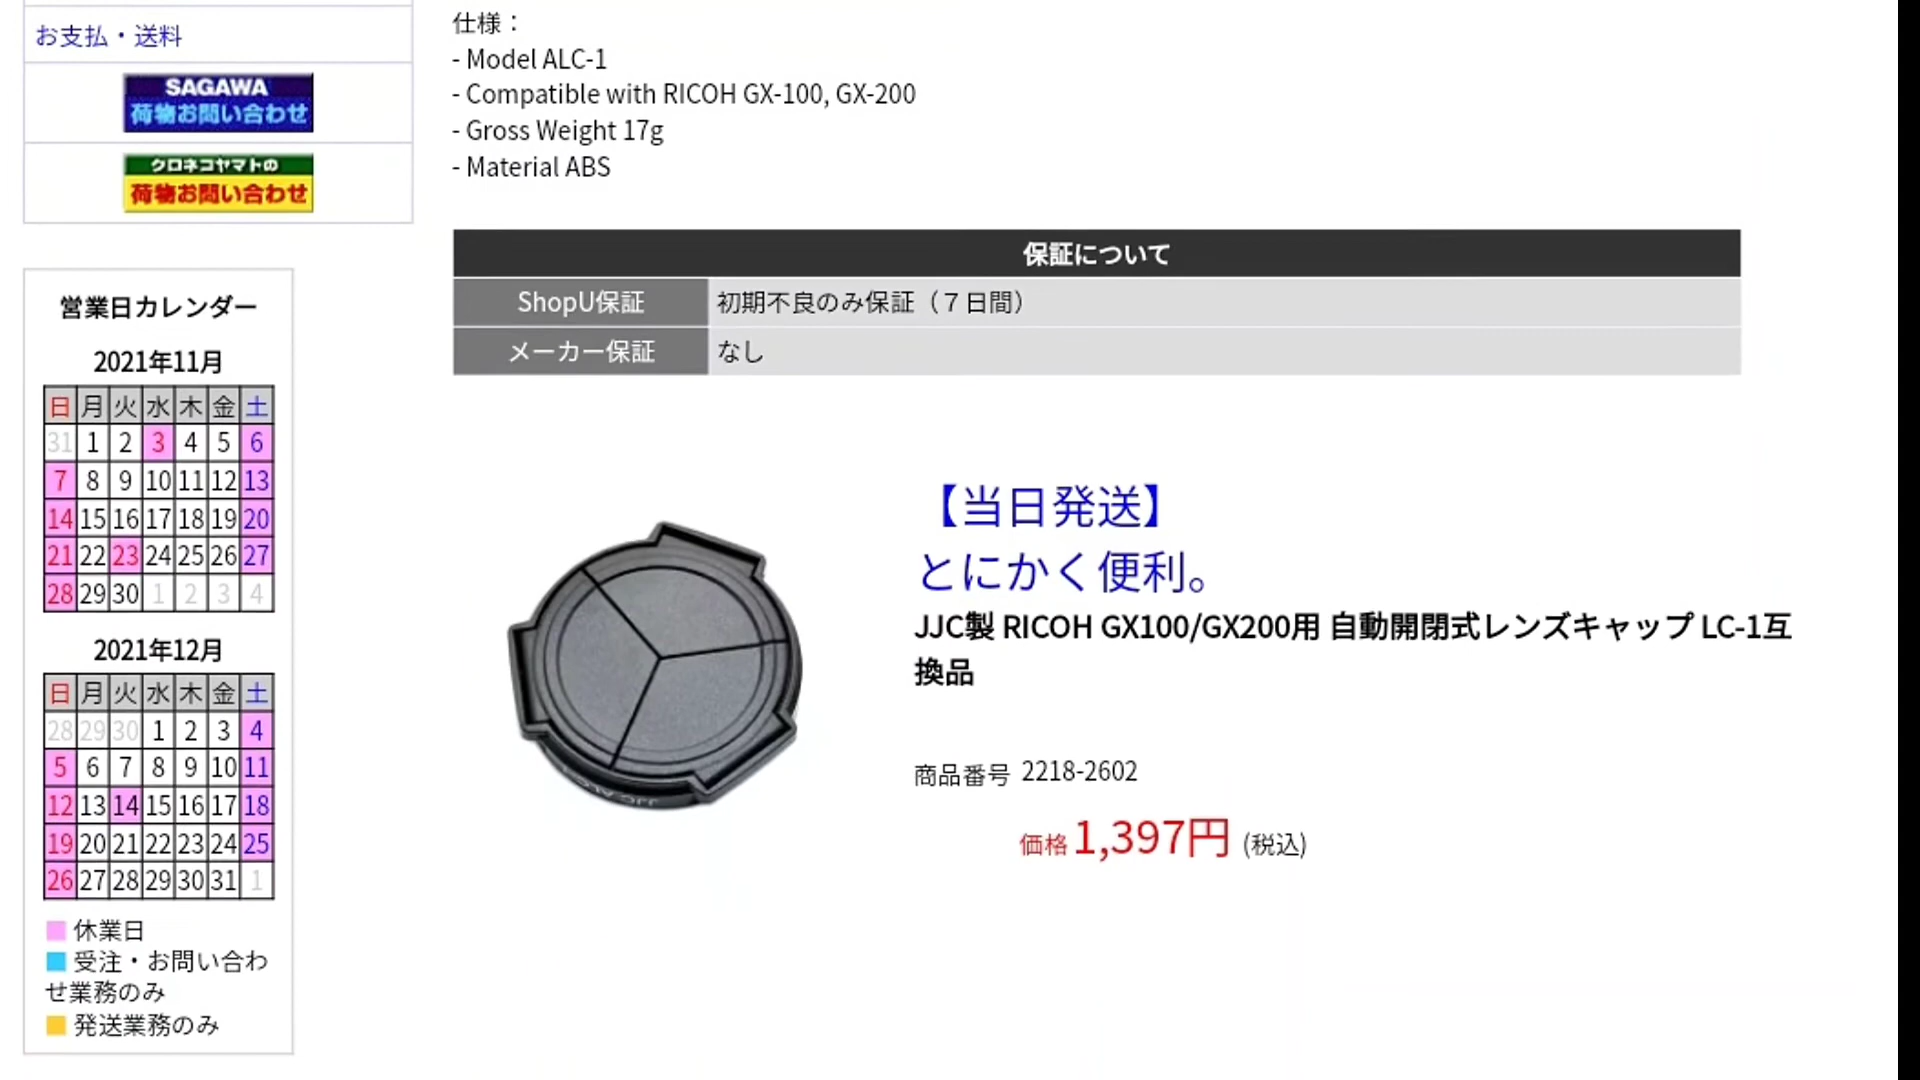 お支払・送料
SAGAWA
荷物お問い合わせ
クロネコヤマトの
荷物お問い合わせ
営業日カレンダー
2021年11月
日 月 火 水 木 金 土
31 1 2 3 4 5 6
7 8 9 10 11 12 13
14 15 16 17 18 19 20
21 22 23 24 25 26 27
28 29 30 1 2 3 4
2021年12月
日 月 火 水 木 金 土
28 29 30 1 2 3 4
5 6 7 8 9 10 11
12 13 14 15 16 17 18
19 20 21 22 23 24 25
26 27 28 29 30 31 1
休業日
受注・お問い合わ
せ業務のみ
発送業務のみ
仕様：
- Model ALC-1
- Compatible with RICOH GX-100, GX-200
- Gross Weight 17g
- Material ABS
保証について
ShopU保証 初期不良のみ保証（７日間）
メーカー保証 なし
【当日発送】
とにかく便利。
JJC製 RICOH GX100/GX200用 自動開閉式レンズキャップ LC-1互
換品
商品番号 2218-2602
価格 1,397円 (税込)